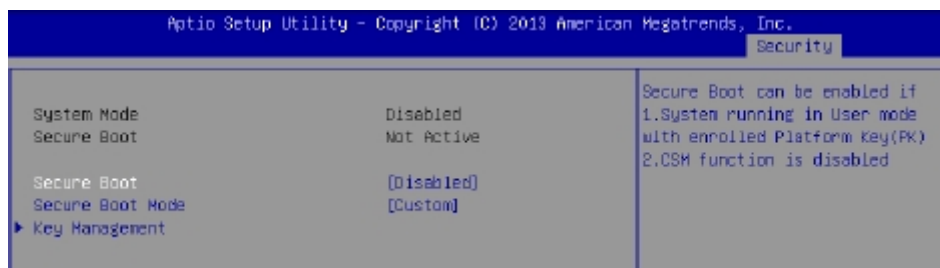 Aptio Setup Utility - Copyright (C) 2013 American Megatrends, Inc.
Security
System Mode Disabled
Secure Boot Not Active
Secure Boot [Disabled]
Secure Boot Mode [Custom]
Key Management
Secure Boot can be enabled if
1.System running in User mode
with enrolled Platform Key(PK)
2.CSM function is disabled